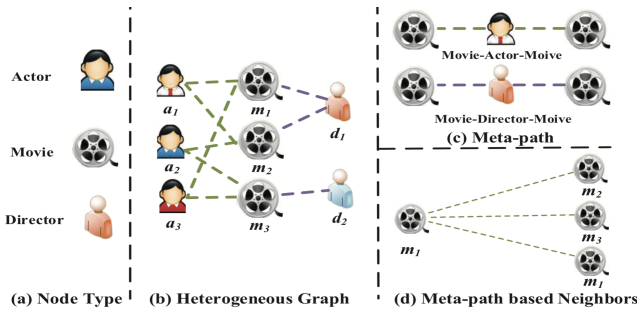 Actor
Movie
Director
(a) Node Type
a1
a2
a3
m1
m2
m3
d1
d2
(b) Heterogeneous Graph
Movie-Actor-Moive
Movie-Director-Moive
(c) Meta-path
m1
m2
m3
m1
(d) Meta-path based Neighbors